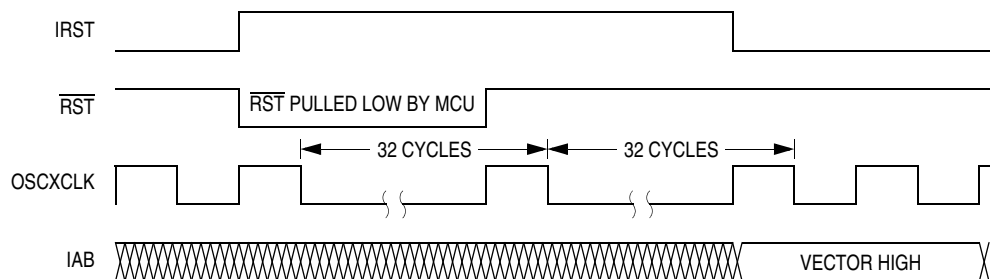 IRST
RST
RST PULLED LOW BY MCU
32 CYCLES
32 CYCLES
OSCXCLK
IAB
VECTOR HIGH